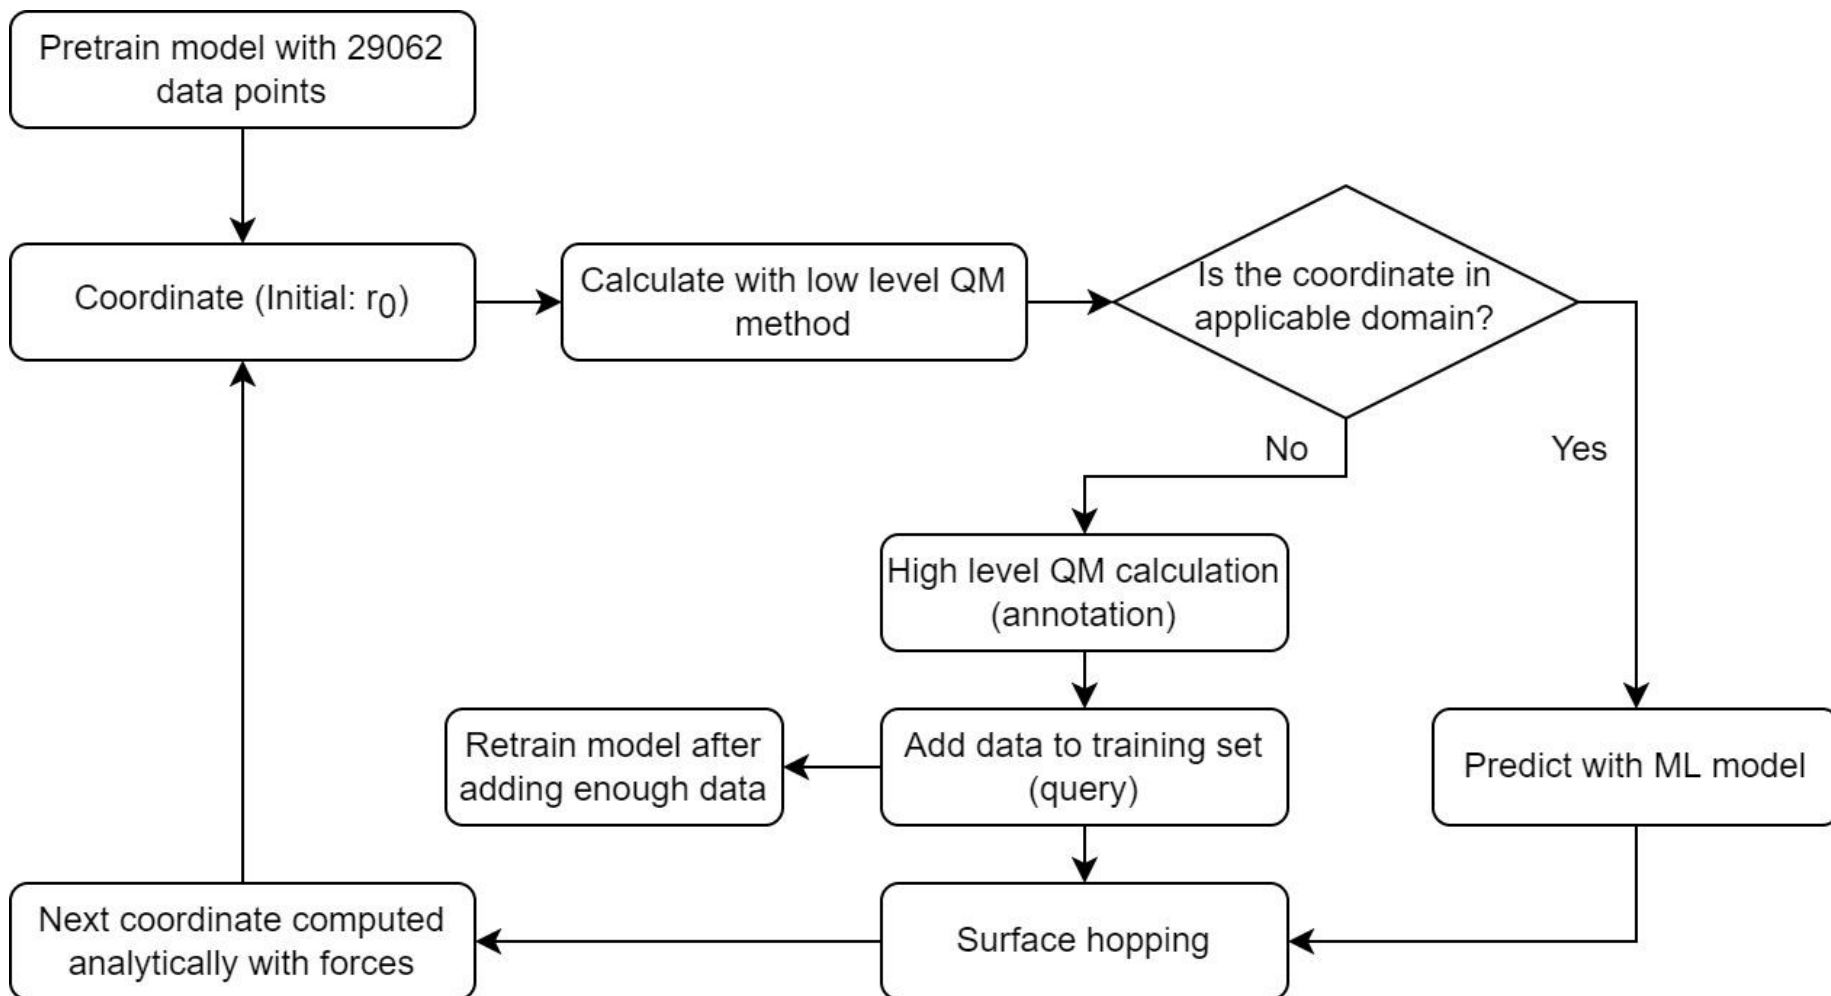 Pretrain model with 29062
data points
Coordinate (Initial: r0)
Calculate with low level QM
method
Is the coordinate in
applicable domain?
No
Yes
High level QM calculation
(annotation)
Retrain model after
adding enough data
Add data to training set
(query)
Predict with ML model
Next coordinate computed
analytically with forces
Surface hopping